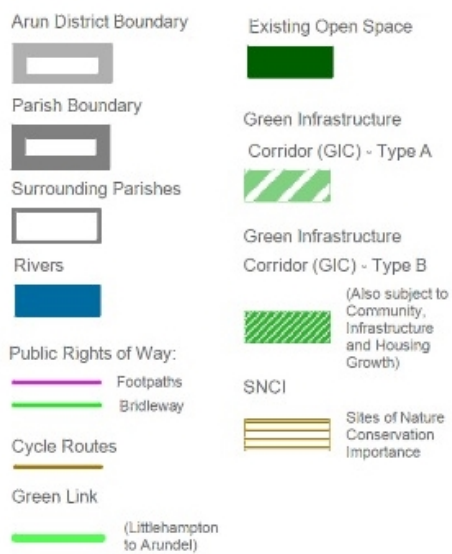 Arun District Boundary
Parish Boundary
Surrounding Parishes
Rivers
Public Rights of Way:
Footpaths
Bridleway
Cycle Routes
Green Link
(Littlehampton
to Arundel)
Existing Open Space
Green Infrastructure
Corridor (GIC) - Type A
Green Infrastructure
Corridor (GIC) - Type B
(Also subject to
Community,
Infrastructure
and Housing
Growth)
SNCI
Sites of Nature
Conservation
Importance